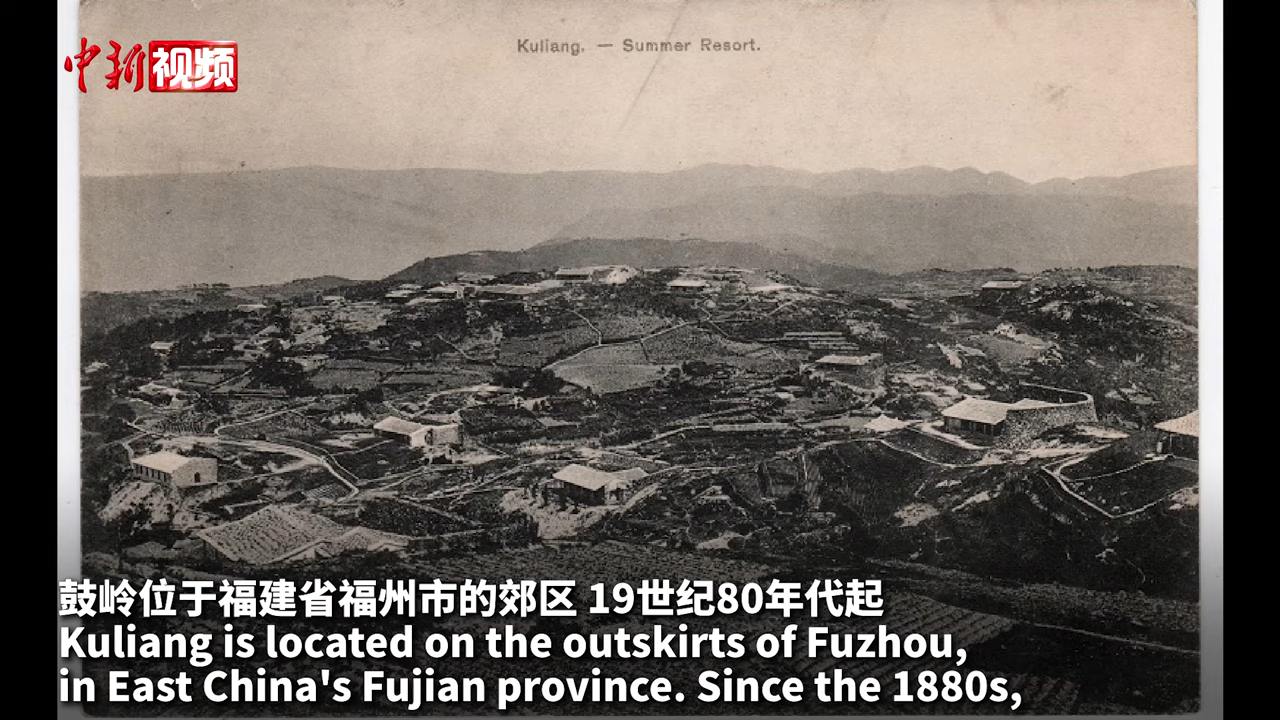 Kuliang. — Summer Resort.
中新视频
鼓岭位于福建省福州市的郊区 19世纪80年代起
Kuliang is located on the outskirts of Fuzhou,
in East China's Fujian province. Since the 1880s,